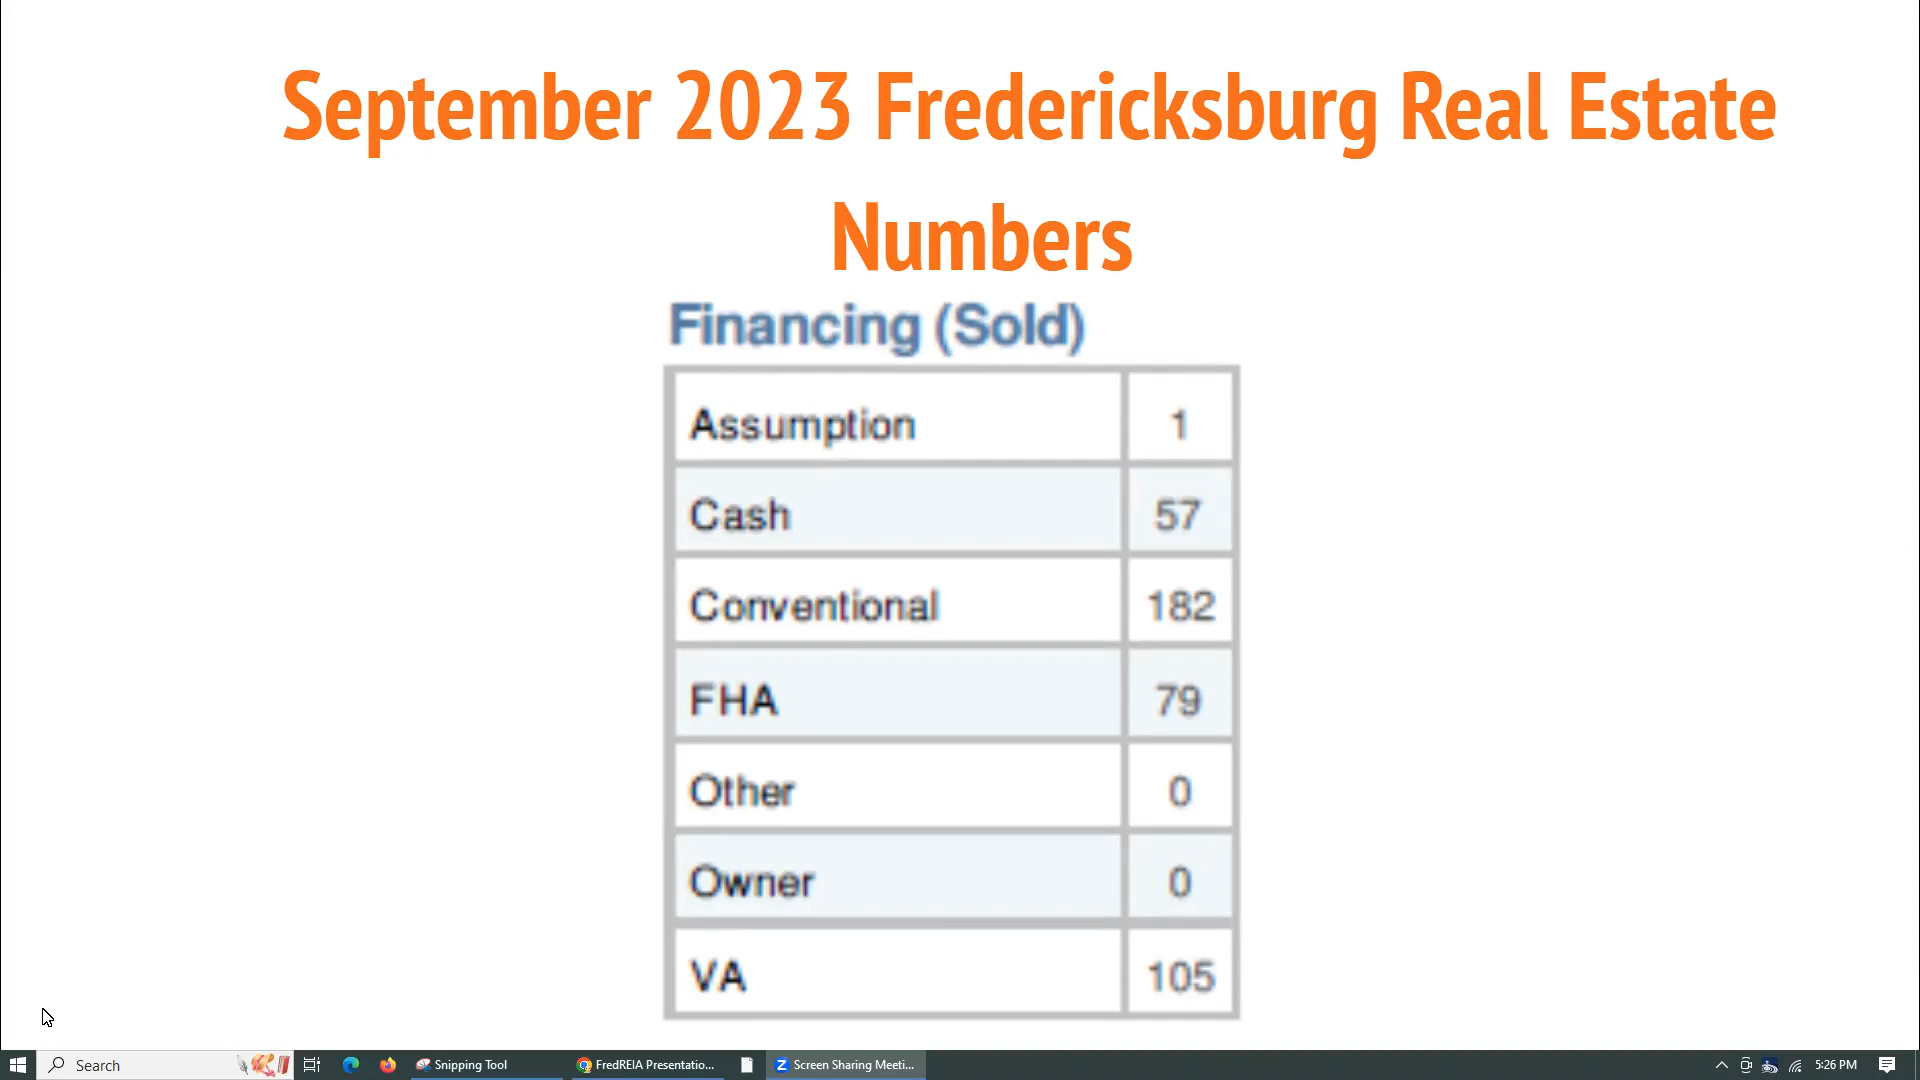 September 2023 Fredericksburg Real Estate
Numbers
Financing (Sold)
Assumption 1
Cash 57
Conventional 182
FHA 79
Other 0
Owner 0
VA 105
Search Snipping Tool FredREIA Presentatio... Screen Sharing Meeti... 5:26 PM